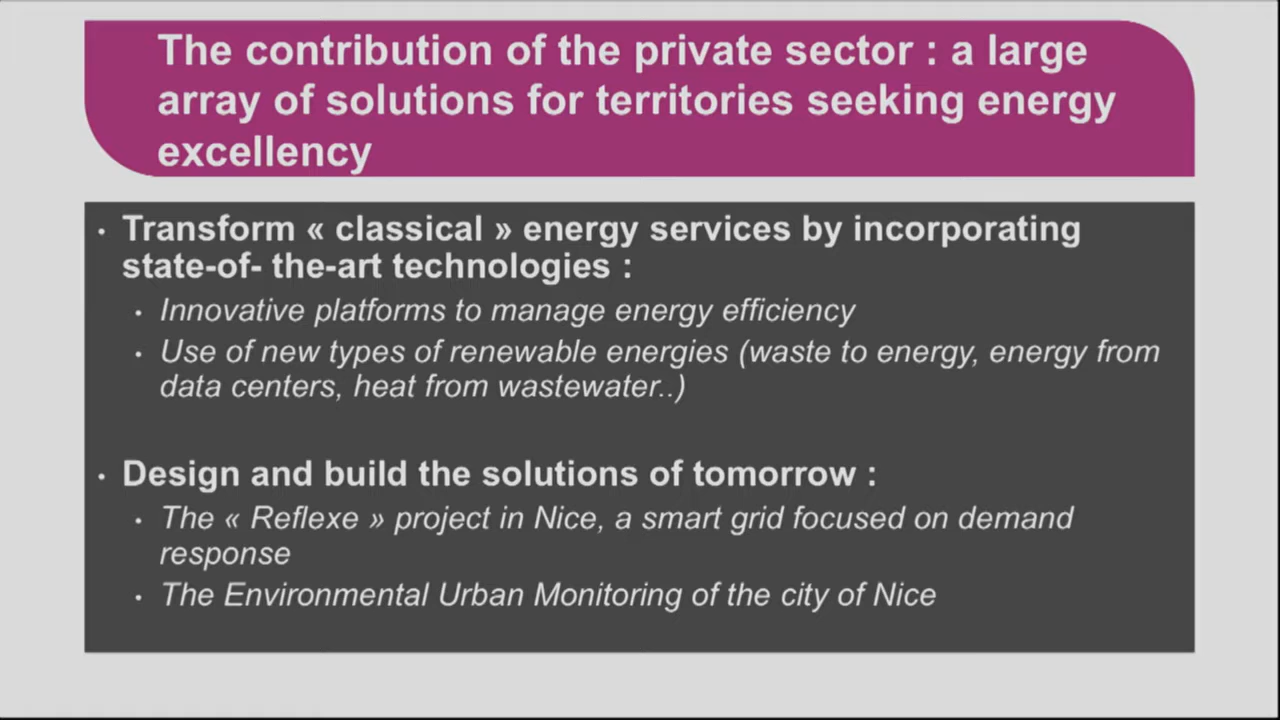 The contribution of the private sector : a large
array of solutions for territories seeking energy
excellency
• Transform « classical » energy services by incorporating
state-of- the-art technologies :
• Innovative platforms to manage energy efficiency
• Use of new types of renewable energies (waste to energy, energy from
data centers, heat from wastewater..)
• Design and build the solutions of tomorrow :
• The « Reflexe » project in Nice, a smart grid focused on demand
response
• The Environmental Urban Monitoring of the city of Nice